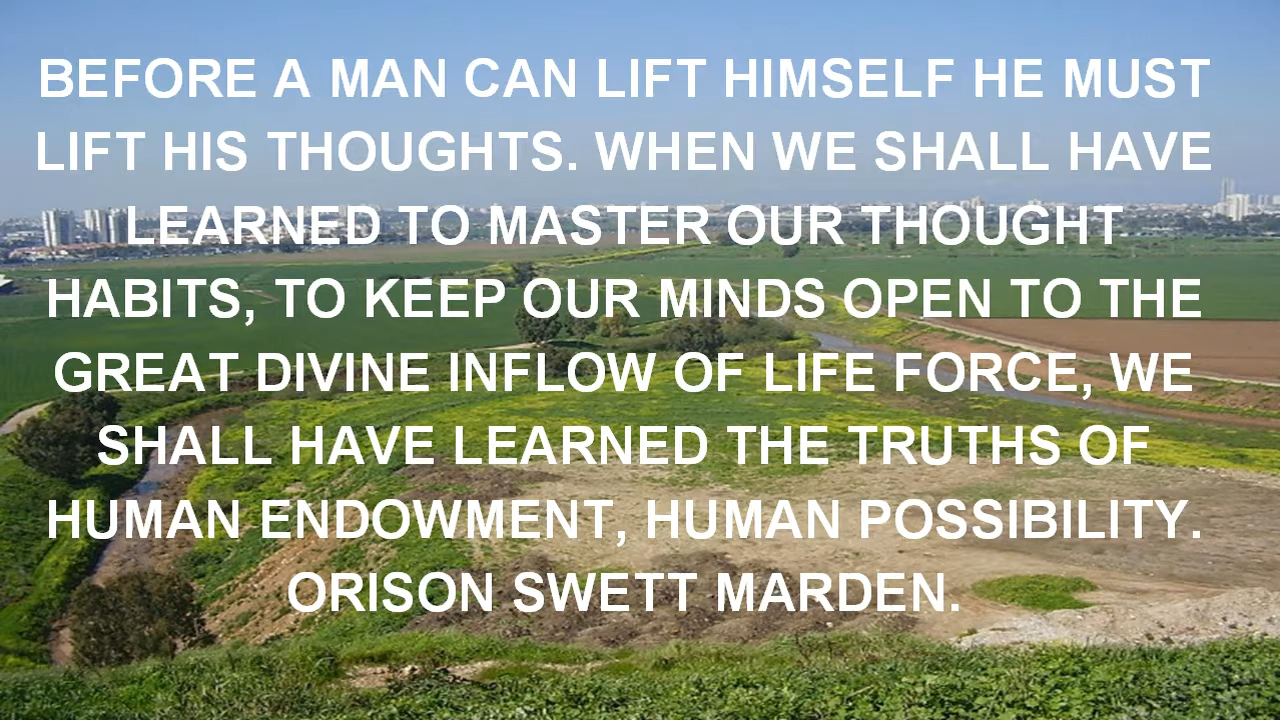 BEFORE A MAN CAN LIFT HIMSELF HE MUST
LIFT HIS THOUGHTS. WHEN WE SHALL HAVE
LEARNED TO MASTER OUR THOUGHT
HABITS, TO KEEP OUR MINDS OPEN TO THE
GREAT DIVINE INFLOW OF LIFE FORCE, WE
SHALL HAVE LEARNED THE TRUTHS OF
HUMAN ENDOWMENT, HUMAN POSSIBILITY.
ORISON SWETT MARDEN.